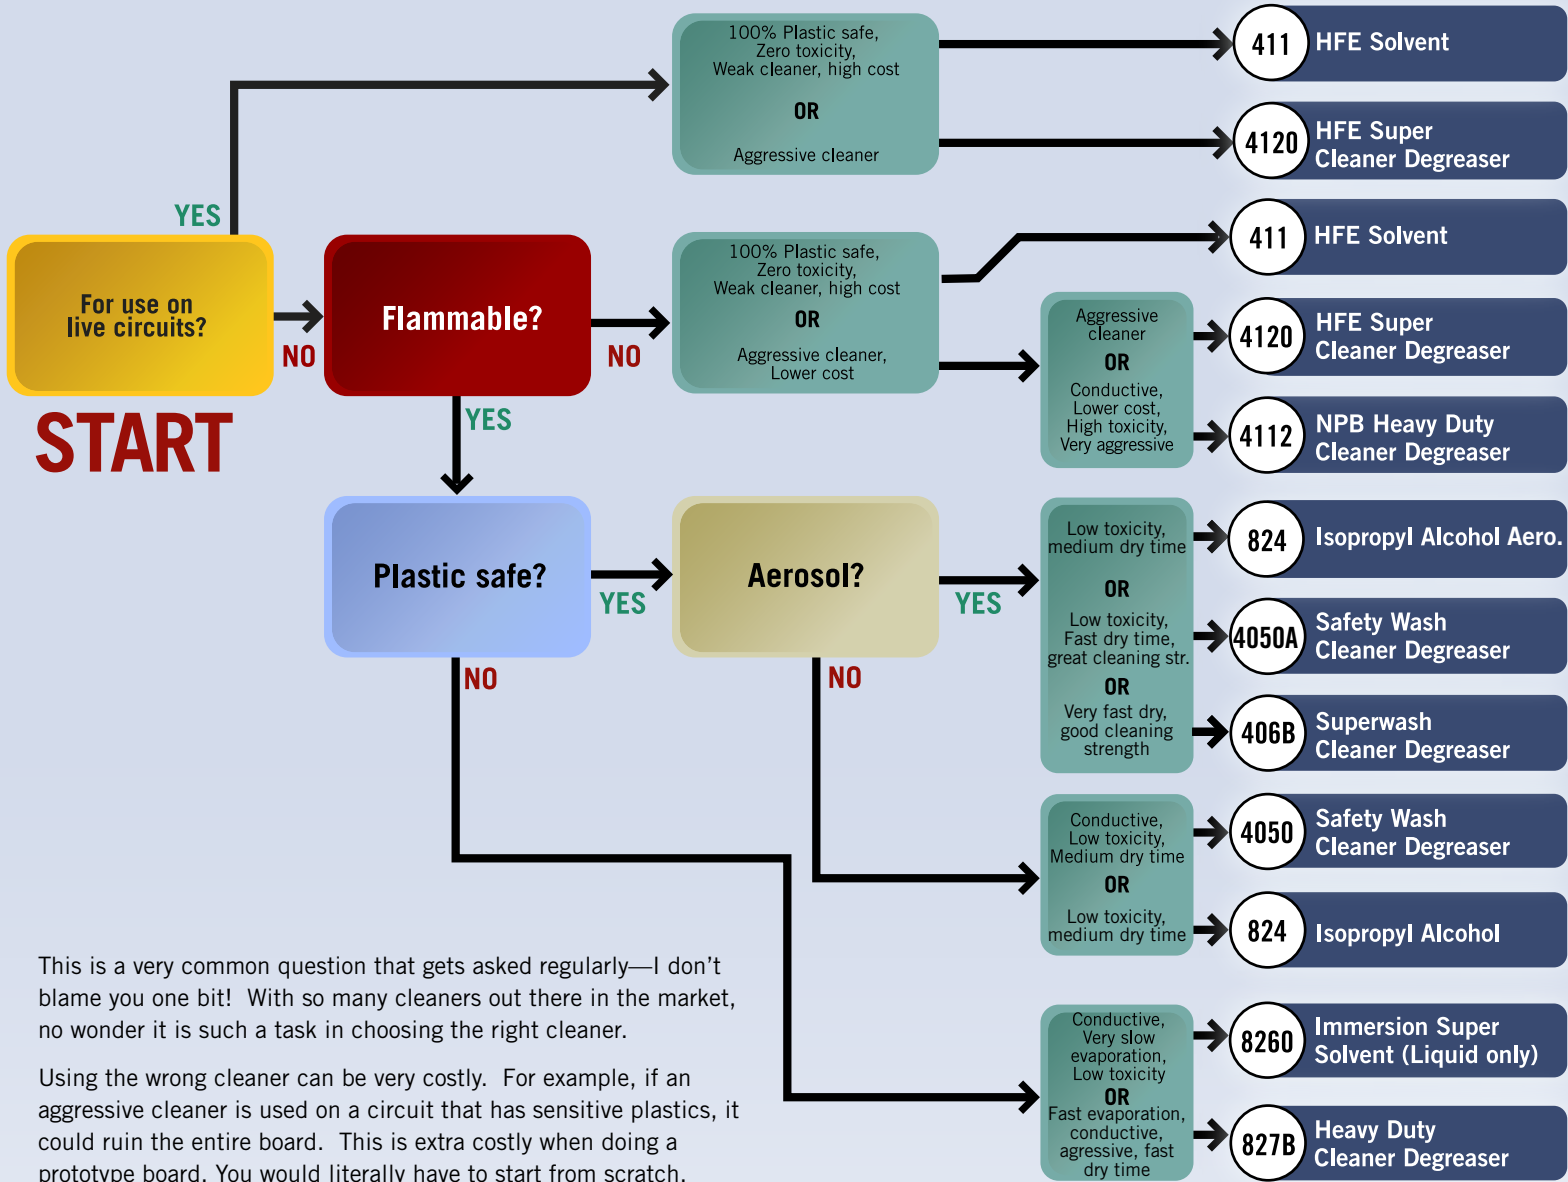 100% Plastic safe,
Zero toxicity,
Weak cleaner, high cost
OR
Aggressive cleaner
411
HFE Solvent
4120
HFE Super
Cleaner Degreaser
YES
For use on
live circuits?
NO
START
Flammable?
NO
YES
100% Plastic safe,
Zero toxicity,
Weak cleaner, high cost
OR
Aggressive cleaner,
Lower cost
411
HFE Solvent
Aggressive
cleaner
OR
Conductive,
Lower cost,
High toxicity,
Very aggressive
4120
HFE Super
Cleaner Degreaser
4112
NPB Heavy Duty
Cleaner Degreaser
Plastic safe?
YES
NO
Aerosol?
YES
NO
Low toxicity,
medium dry time
OR
Low toxicity,
Fast dry time,
great cleaning str.
OR
Very fast dry,
good cleaning
strength
824
Isopropyl Alcohol Aero.
4050A
Safety Wash
Cleaner Degreaser
406B
Superwash
Cleaner Degreaser
Conductive,
Low toxicity,
Medium dry time
OR
Low toxicity,
medium dry time
4050
Safety Wash
Cleaner Degreaser
824
Isopropyl Alcohol
Conductive,
Very slow
evaporation,
Low toxicity
OR
Fast evaporation,
conductive,
agressive, fast
dry time
8260
Immersion Super
Solvent (Liquid only)
827B
Heavy Duty
Cleaner Degreaser
This is a very common question that gets asked regularly—I don’t
blame you one bit!  With so many cleaners out there in the market,
no wonder it is such a task in choosing the right cleaner.
Using the wrong cleaner can be very costly.  For example, if an
aggressive cleaner is used on a circuit that has sensitive plastics, it
could ruin the entire board.  This is extra costly when doing a
prototype board. You would literally have to start from scratch.